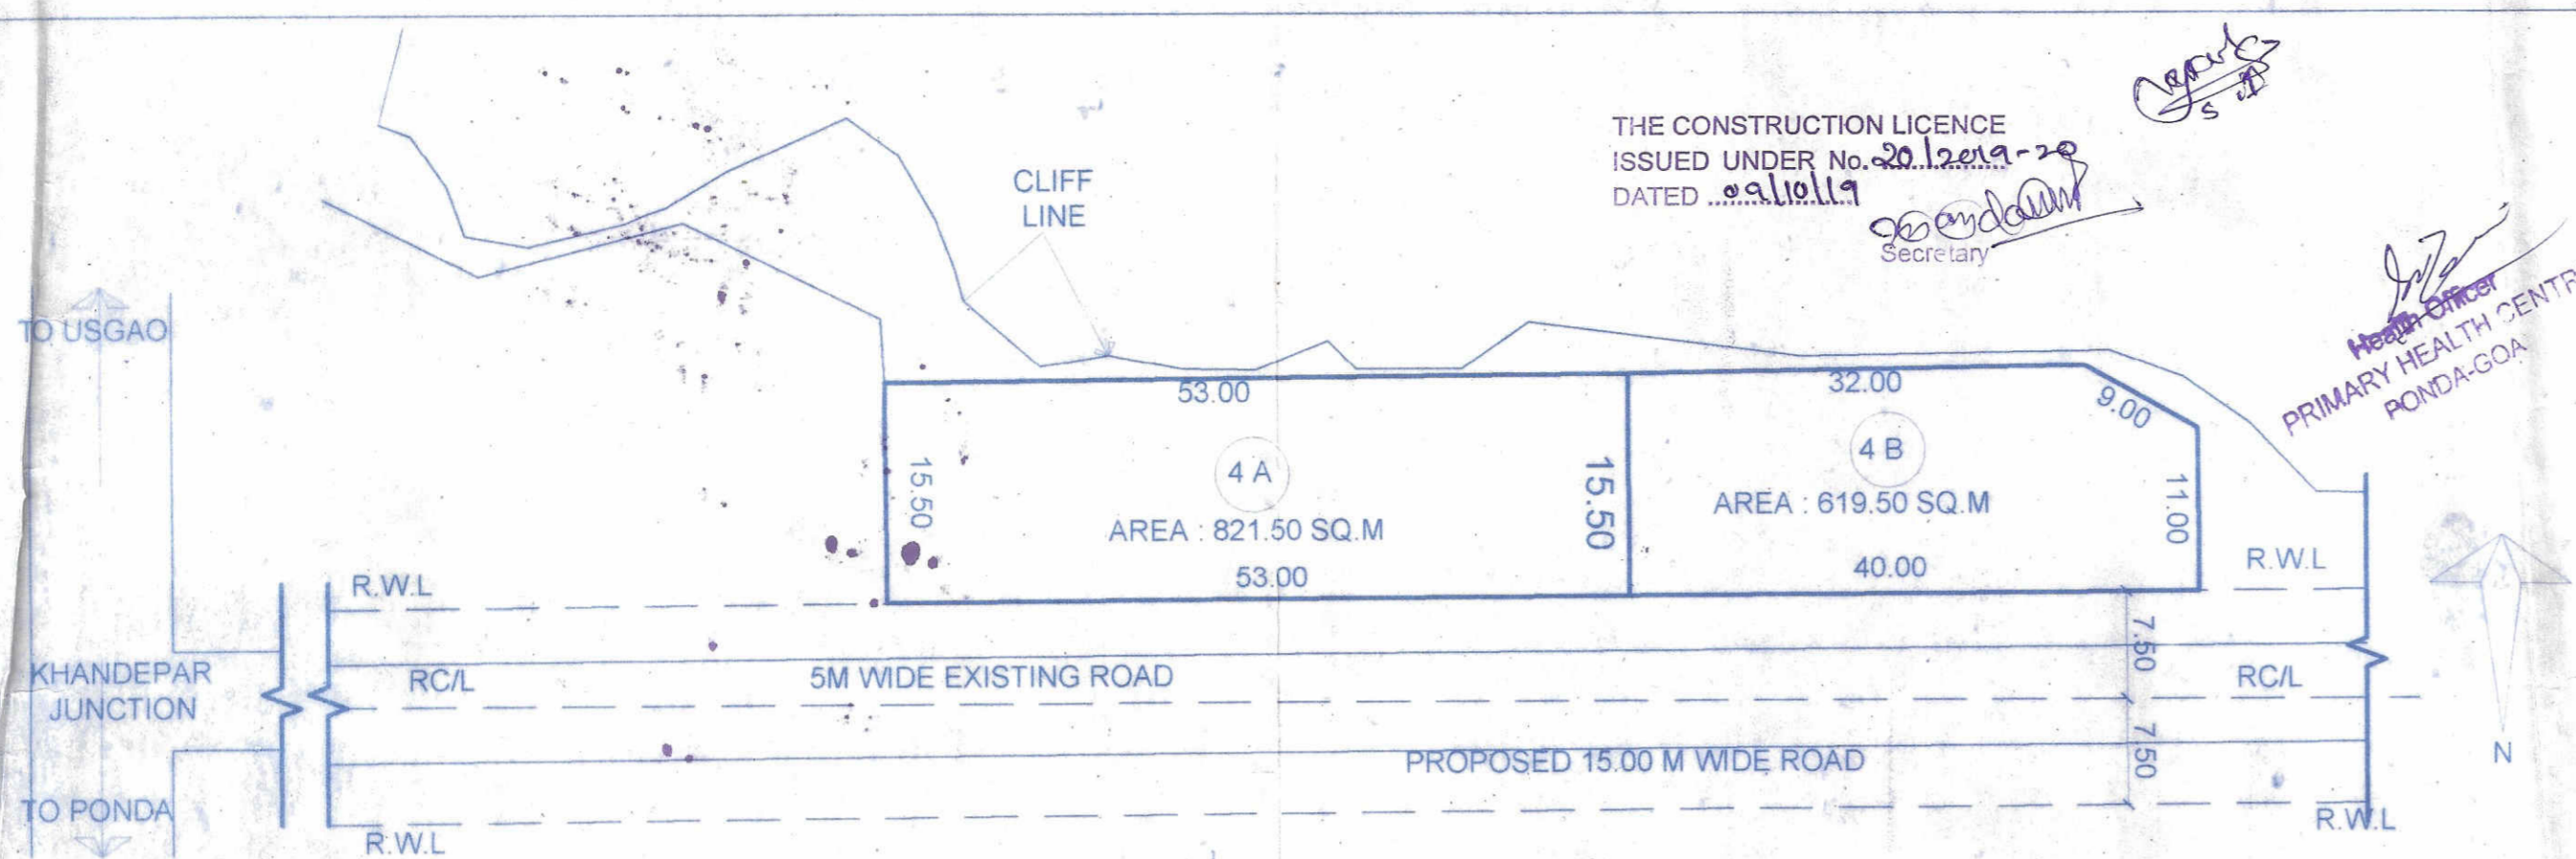 THE CONSTRUCTION LICENCE
ISSUED UNDER No. 20/2019-20
DATED 09/10/19
Secretary
CLIFF
LINE
Health Officer
PRIMARY HEALTH CENTR
PONDA-GOA
TO USGAO
53.00
32.00
9.00
15.50
4 A
AREA : 821.50 SQ.M
53.00
15.50
4 B
AREA : 619.50 SQ.M
40.00
11.00
R.W.L
R.W.L
KHANDEPAR
JUNCTION
RC/L
5M WIDE EXISTING ROAD
7.50
RC/L
PROPOSED 15.00 M WIDE ROAD
7.50
N
TO PONDA
R.W.L
R.W.L